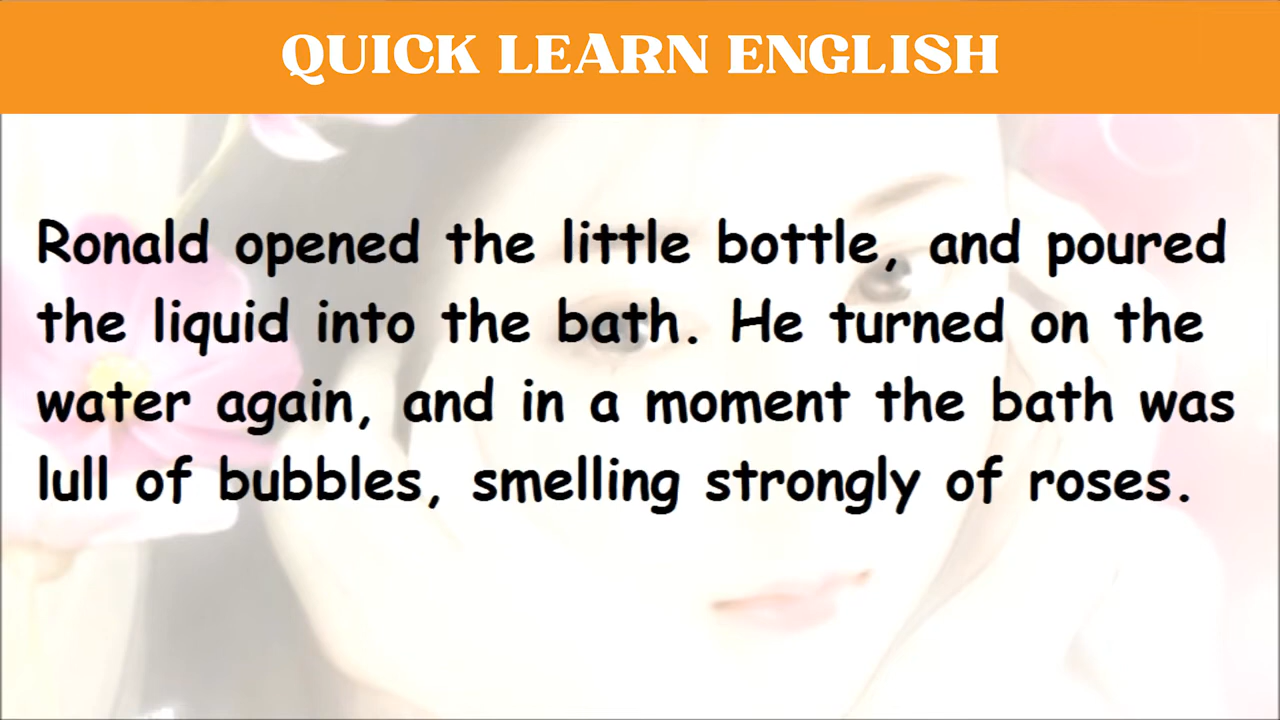 QUICK LEARN ENGLISH
Ronald opened the little bottle, and poured
the liquid into the bath. He turned on the
water again, and in a moment the bath was
lull of bubbles, smelling strongly of roses.